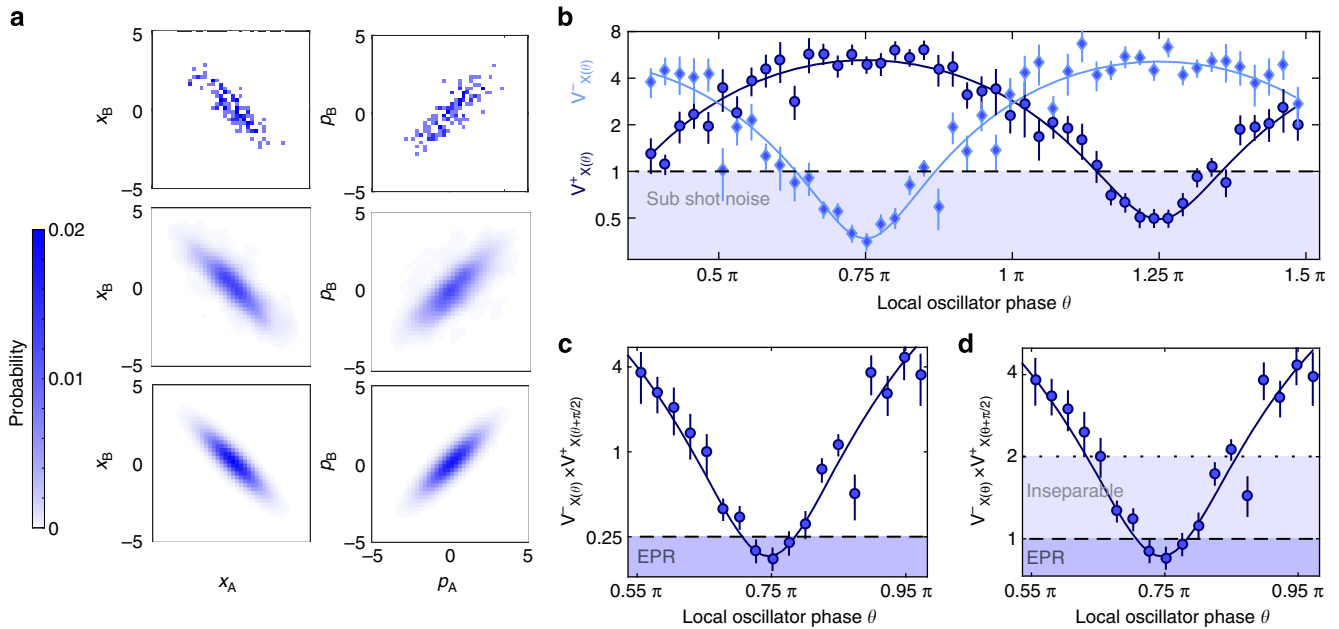 a
5
x_B
0
−5
5
p_B
0
−5
5
x_B
0
−5
5
p_B
0
−5
5
x_B
0
−5
5
p_B
0
−5
−5
0
5
x_A
p_A
0.02
0.01
0
Probability
b
8
4
2
1
0.5
V⁻_X(θ)
V⁺_X(θ)
Sub shot noise
0.5 π
0.75 π
1 π
1.25 π
1.5 π
Local oscillator phase θ
c
4
1
0.25
V⁻_X(θ) × V⁺_X(θ+π/2)
EPR
0.55 π
0.75 π
0.95 π
Local oscillator phase θ
d
4
2
1
V⁻_X(θ) × V⁺_X(θ+π/2)
Inseparable
EPR
0.55 π
0.75 π
0.95 π
Local oscillator phase θ